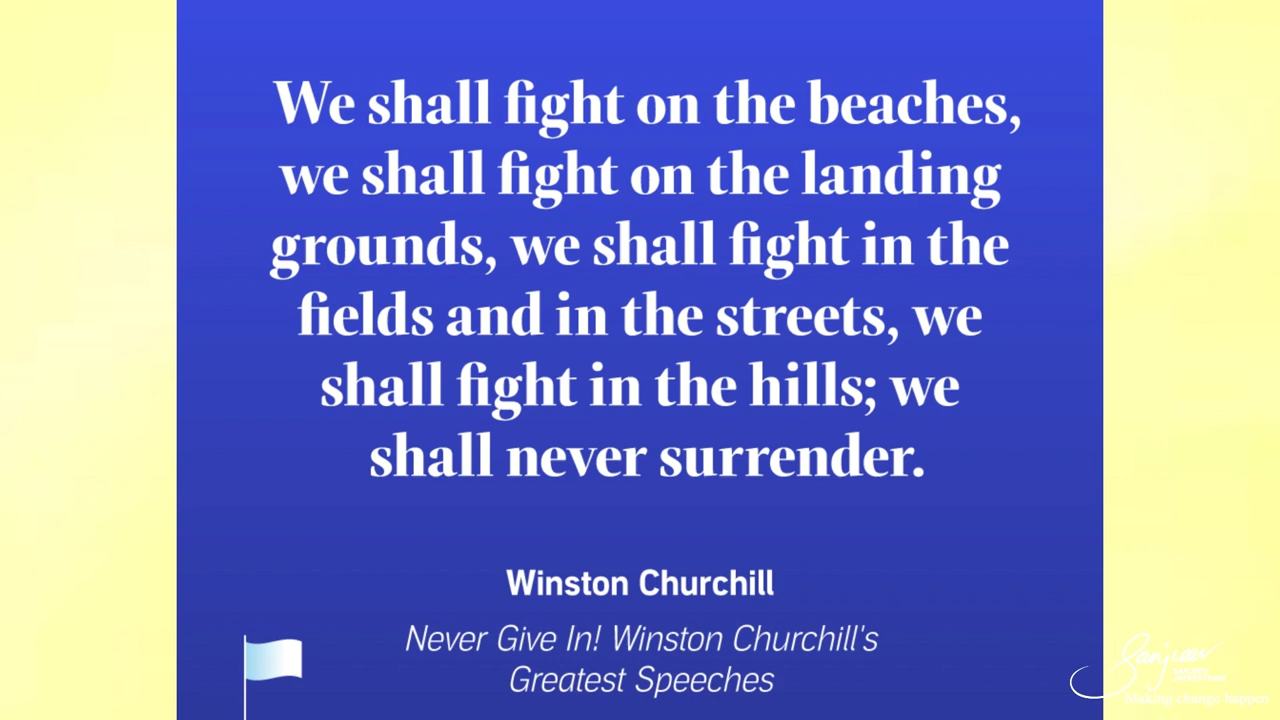 We shall fight on the beaches,
we shall fight on the landing
grounds, we shall fight in the
fields and in the streets, we
shall fight in the hills; we
shall never surrender.
Winston Churchill
Never Give In! Winston Churchill's
Greatest Speeches
Sanjeev
Making change happen